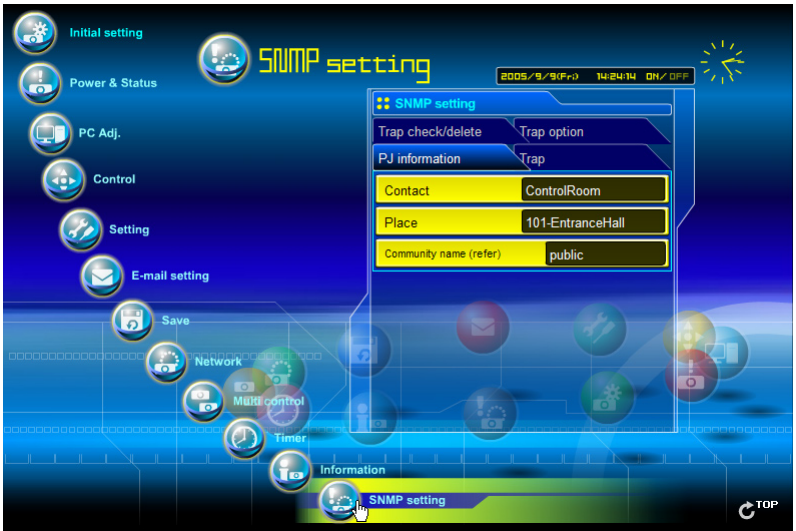 Initial setting
SNMP setting
2005/9/9(Fri) 14:24:14 ON/OFF
Power & Status
SNMP setting
PC Adj.
Trap check/delete Trap option
PJ information Trap
Control
Contact ControlRoom
Place 101-EntranceHall
Setting
Community name (refer) public
E-mail setting
Save
Network
Multi control
Timer
Information
SNMP setting
TOP